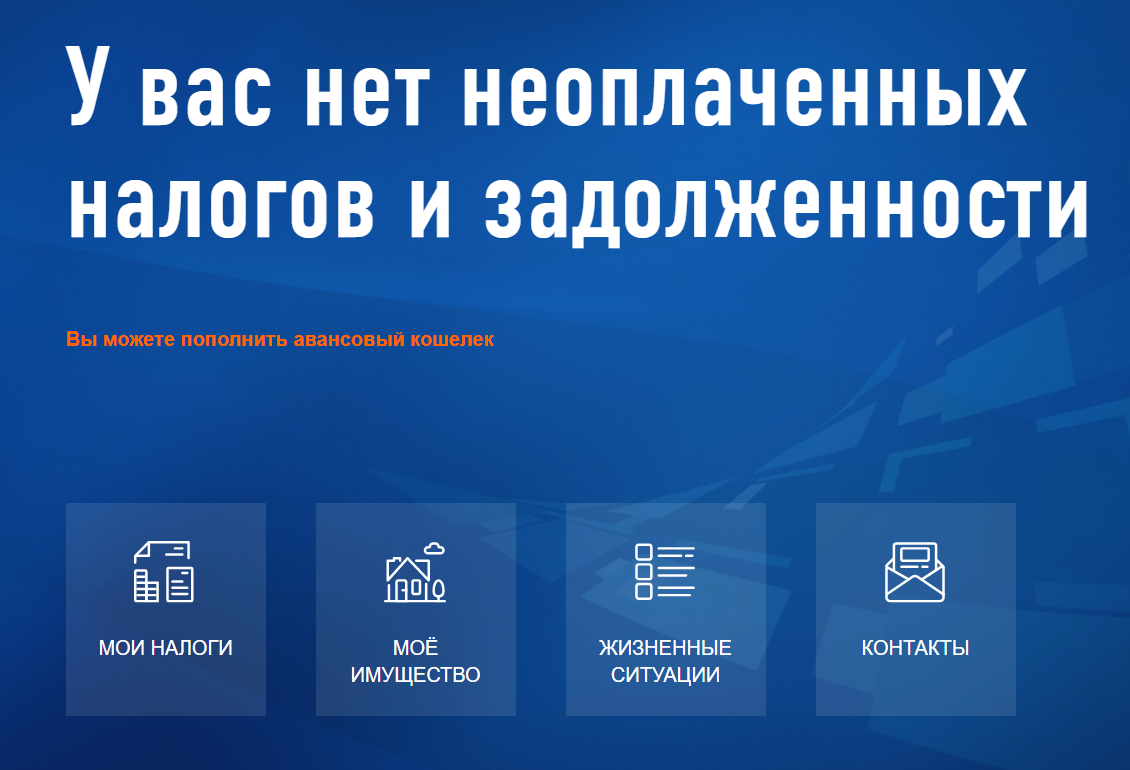 У вас нет неоплаченных
налогов и задолженности
Вы можете пополнить авансовый кошелек
МОИ НАЛОГИ
МОЁ
ИМУЩЕСТВО
ЖИЗНЕННЫЕ
СИТУАЦИИ
КОНТАКТЫ